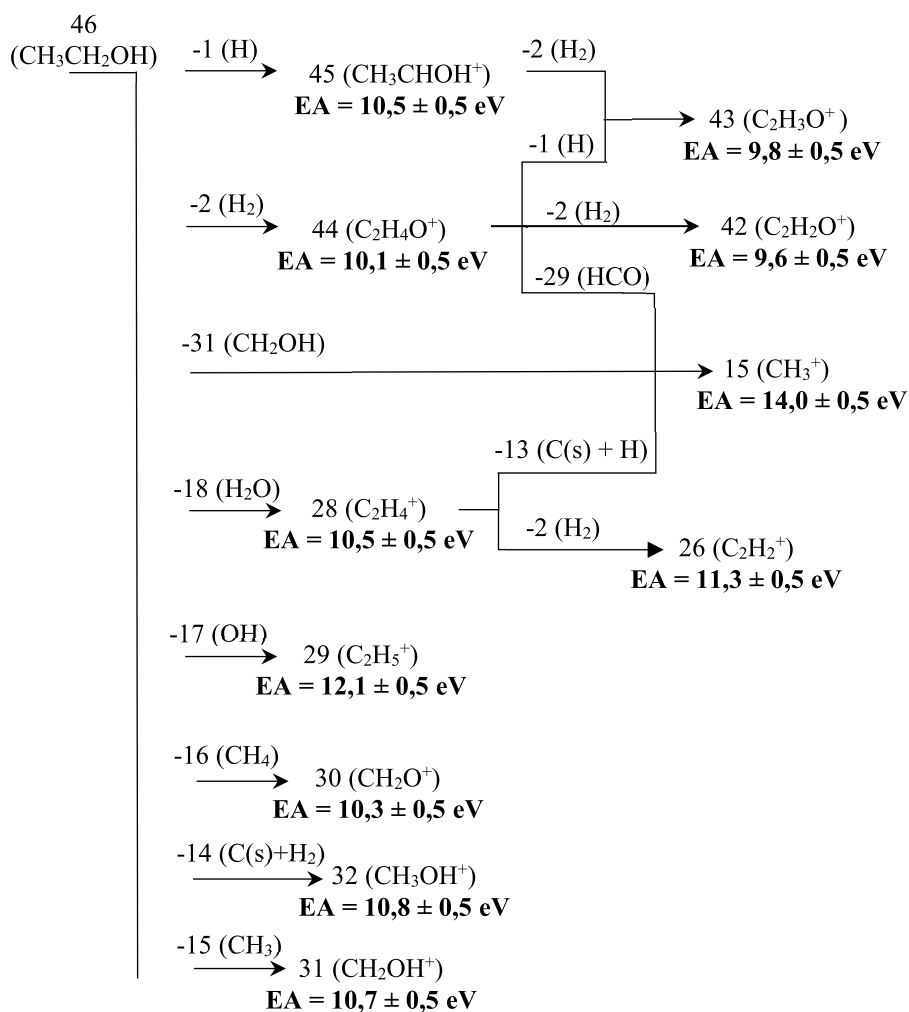 46
(CH₃CH₂OH)
-1 (H)
45 (CH₃CHOH⁺)
EA = 10,5 ± 0,5 eV
-2 (H₂)
43 (C₂H₃O⁺)
EA = 9,8 ± 0,5 eV
-1 (H)
-2 (H₂)
44 (C₂H₄O⁺)
EA = 10,1 ± 0,5 eV
-2 (H₂)
42 (C₂H₂O⁺)
EA = 9,6 ± 0,5 eV
-29 (HCO)
-31 (CH₂OH)
15 (CH₃⁺)
EA = 14,0 ± 0,5 eV
-13 (C(s) + H)
-18 (H₂O)
28 (C₂H₄⁺)
EA = 10,5 ± 0,5 eV
-2 (H₂)
26 (C₂H₂⁺)
EA = 11,3 ± 0,5 eV
-17 (OH)
29 (C₂H₅⁺)
EA = 12,1 ± 0,5 eV
-16 (CH₄)
30 (CH₂O⁺)
EA = 10,3 ± 0,5 eV
-14 (C(s)+H₂)
32 (CH₃OH⁺)
EA = 10,8 ± 0,5 eV
-15 (CH₃)
31 (CH₂OH⁺)
EA = 10,7 ± 0,5 eV